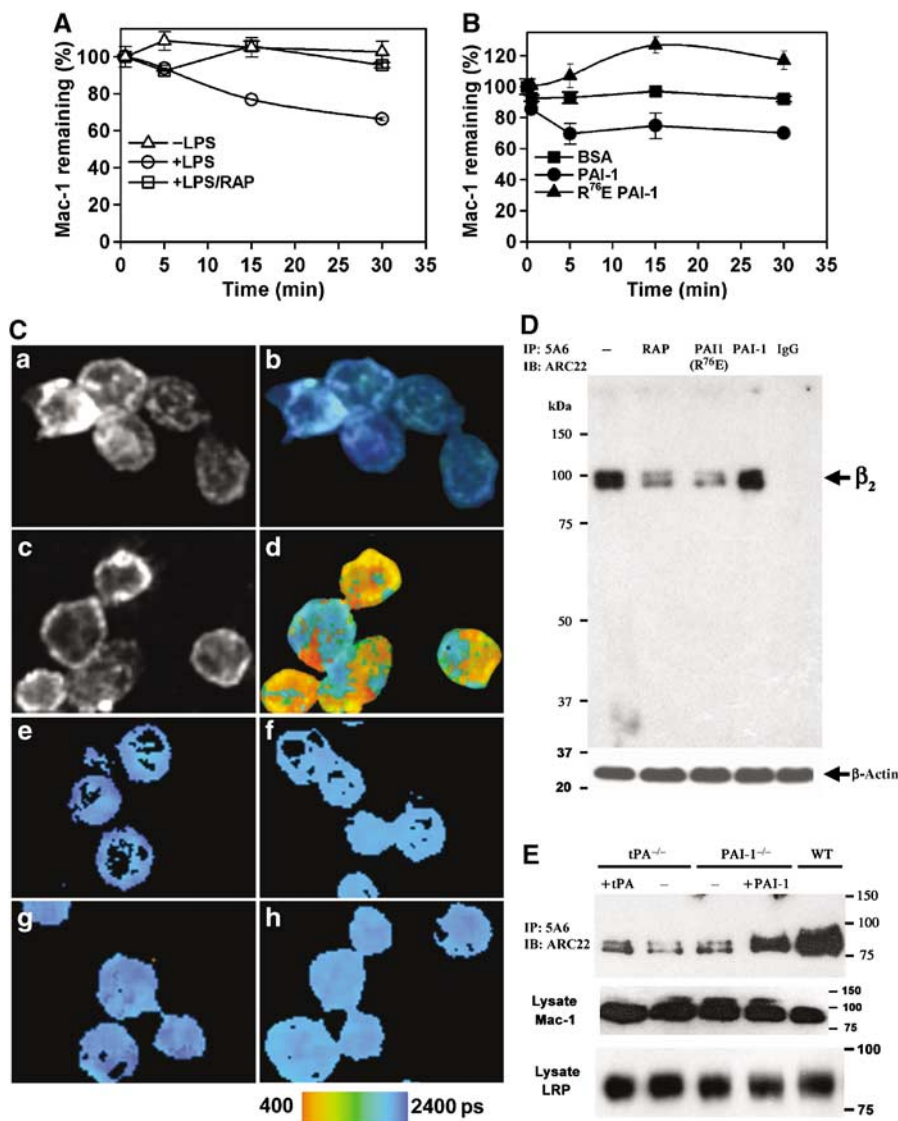 A
Mac-1 remaining (%)
120
100
80
60
40
20
0
–LPS
+LPS
+LPS/RAP
0 5 10 15 20 25 30 35
Time (min)
B
Mac-1 remaining (%)
120
100
80
60
40
20
0
BSA
PAI-1
R⁷⁶E PAI-1
0 5 10 15 20 25 30 35
Time (min)
C
a
b
c
d
e
f
g
h
400
2400 ps
D
IP: 5A6
IB: ARC22
– RAP PAI1 PAI-1 IgG
(R⁷⁶E)
kDa
150
100
75
50
37
β₂
37
20
β-Actin
E
tPA⁻/⁻ PAI-1⁻/⁻ WT
+tPA – – +PAI-1
IP: 5A6
IB: ARC22
150
100
75
Lysate
Mac-1
150
100
75
Lysate
LRP
100
75